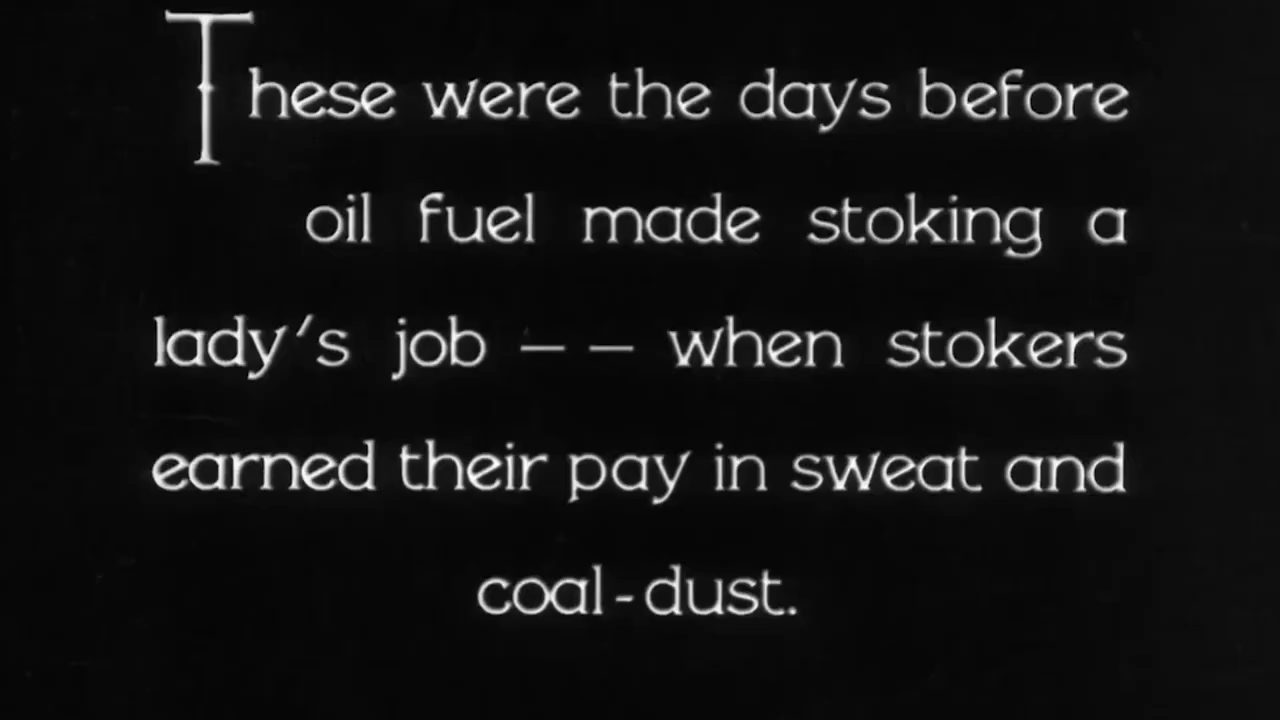 These were the days before
oil fuel made stoking a
lady's job – – when stokers
earned their pay in sweat and
coal-dust.